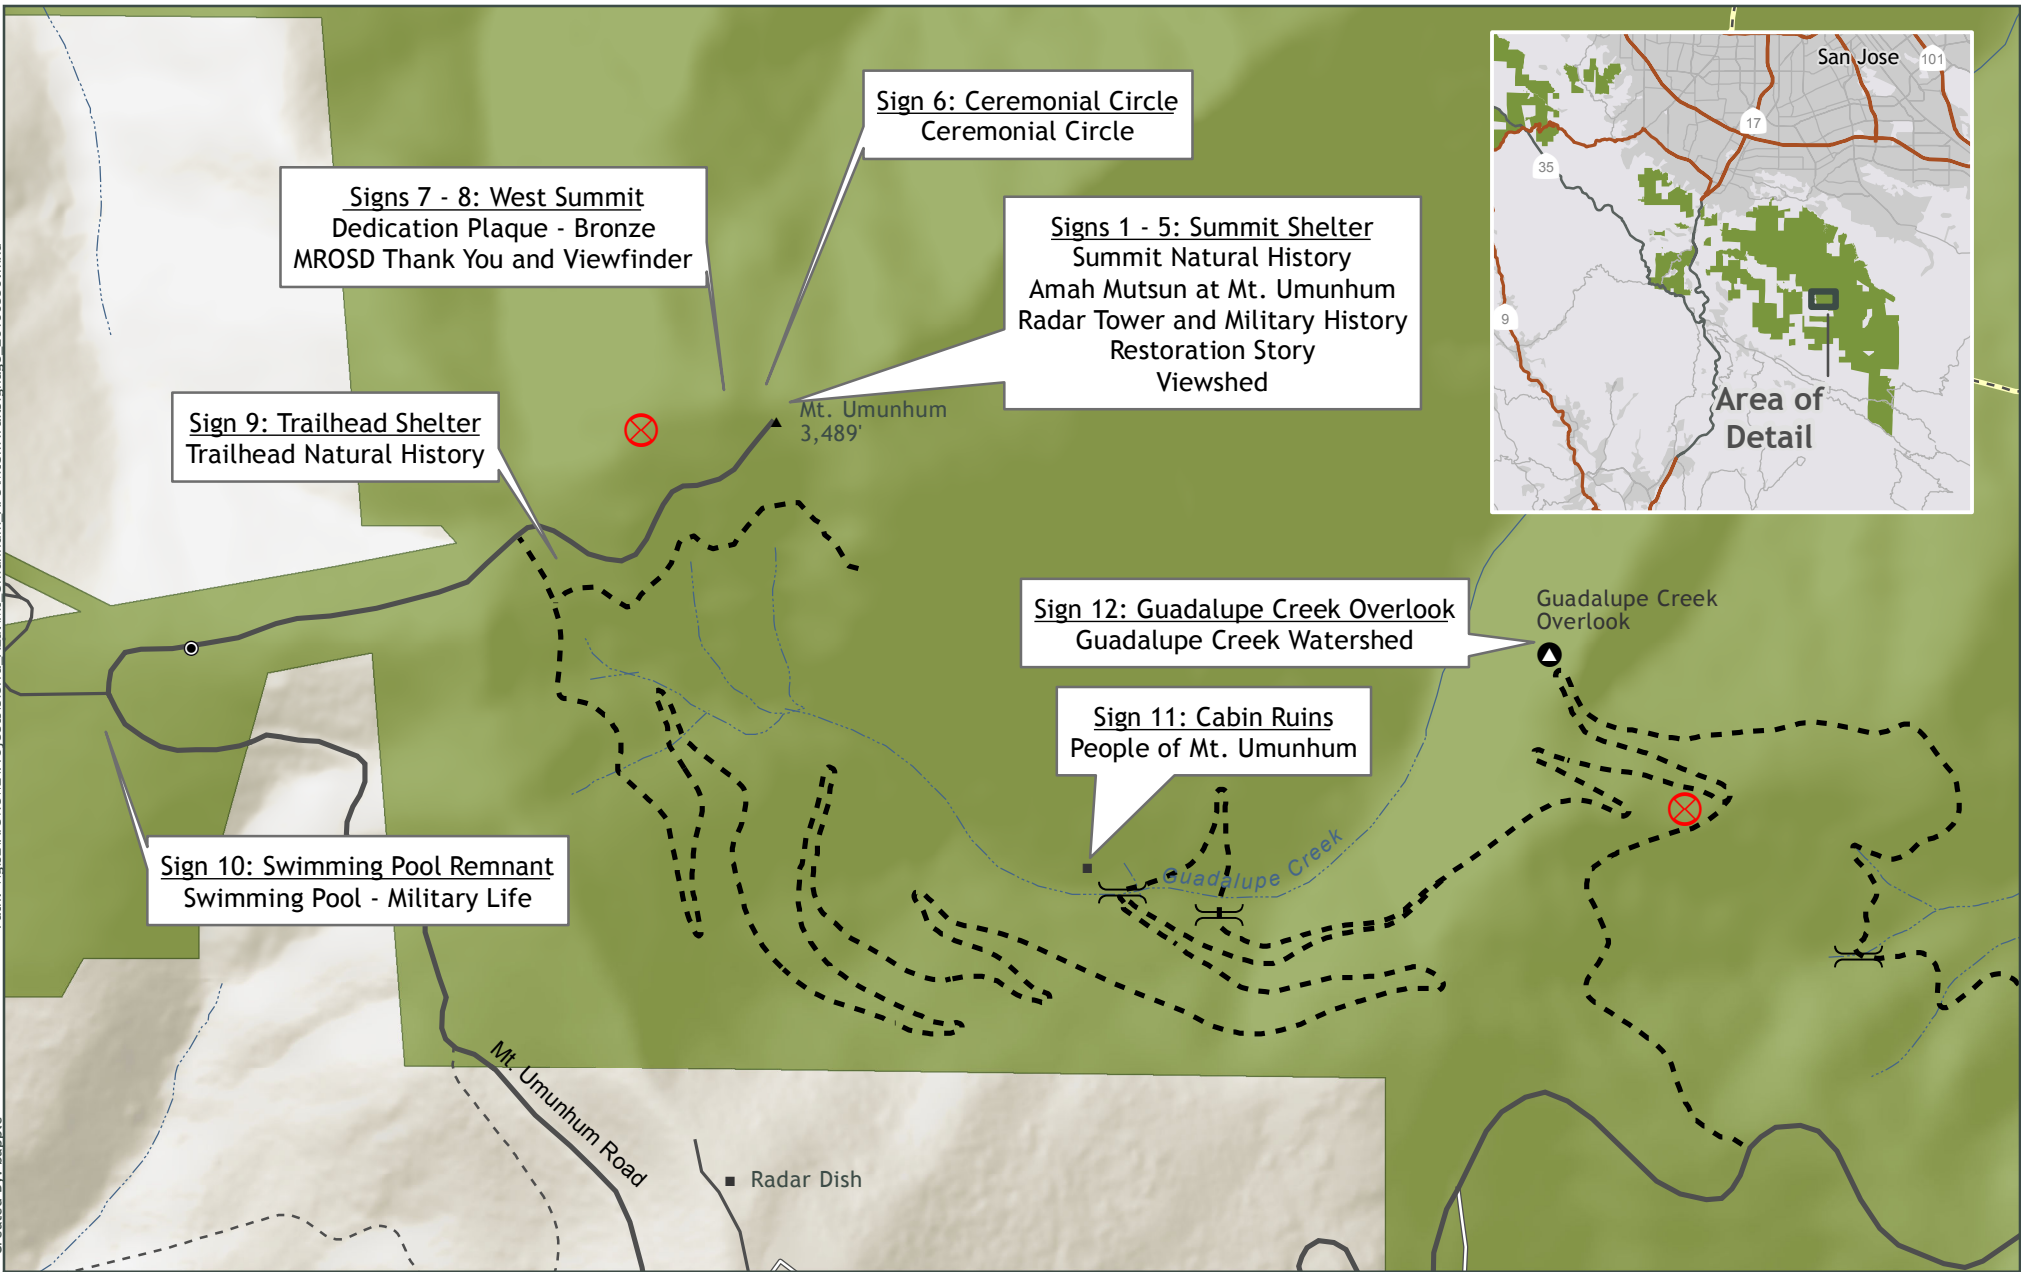 Sign 6: Ceremonial Circle
Ceremonial Circle
Signs 7 - 8: West Summit
Dedication Plaque - Bronze
MROSD Thank You and Viewfinder
Signs 1 - 5: Summit Shelter
Summit Natural History
Amah Mutsun at Mt. Umunhum
Radar Tower and Military History
Restoration Story
Viewshed
Sign 9: Trailhead Shelter
Trailhead Natural History
Mt. Umunhum
3,489'
San Jose
101
17
35
9
Area of
Detail
Sign 12: Guadalupe Creek Overlook
Guadalupe Creek Watershed
Guadalupe Creek
Overlook
Sign 11: Cabin Ruins
People of Mt. Umunhum
Guadalupe Creek
Sign 10: Swimming Pool Remnant
Swimming Pool - Military Life
Mt. Umunhum Road
Radar Dish